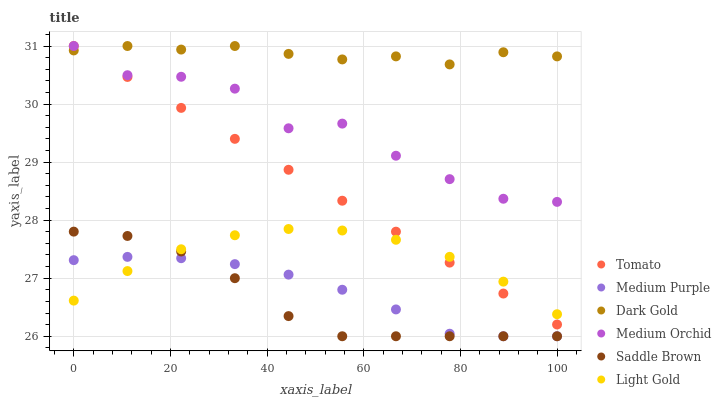 title
31
30
29
28
27
26
0
20
40
60
80
100
yaxis_label
xaxis_label
Tomato
Medium Purple
Dark Gold
Medium Orchid
Saddle Brown
Light Gold